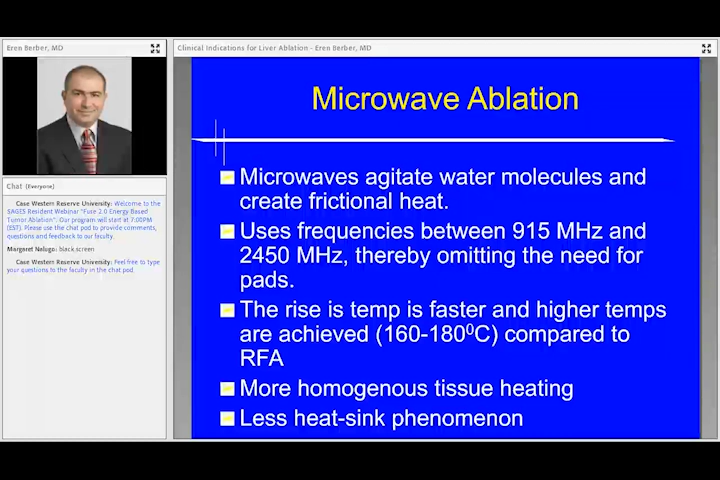 Eren Berber, MD
Clinical Indications for Liver Ablation - Eren Berber, MD
Chat (Everyone)
Case Western Reserve University: Welcome to the
SAGES Resident Webinar "Fuse 2.0 Energy Based
Tumor Ablation". Our program will start at 7:00PM
(EST). Please use the chat pod to provide comments,
questions and feedback to our faculty.
Margaret Nalugo: black screen
Case Western Reserve University: Feel free to type
your questions to the faculty in the chat pod.
Microwave Ablation
Microwaves agitate water molecules and
create frictional heat.
Uses frequencies between 915 MHz and
2450 MHz, thereby omitting the need for
pads.
The rise is temp is faster and higher temps
are achieved (160-180⁰C) compared to
RFA
More homogenous tissue heating
Less heat-sink phenomenon